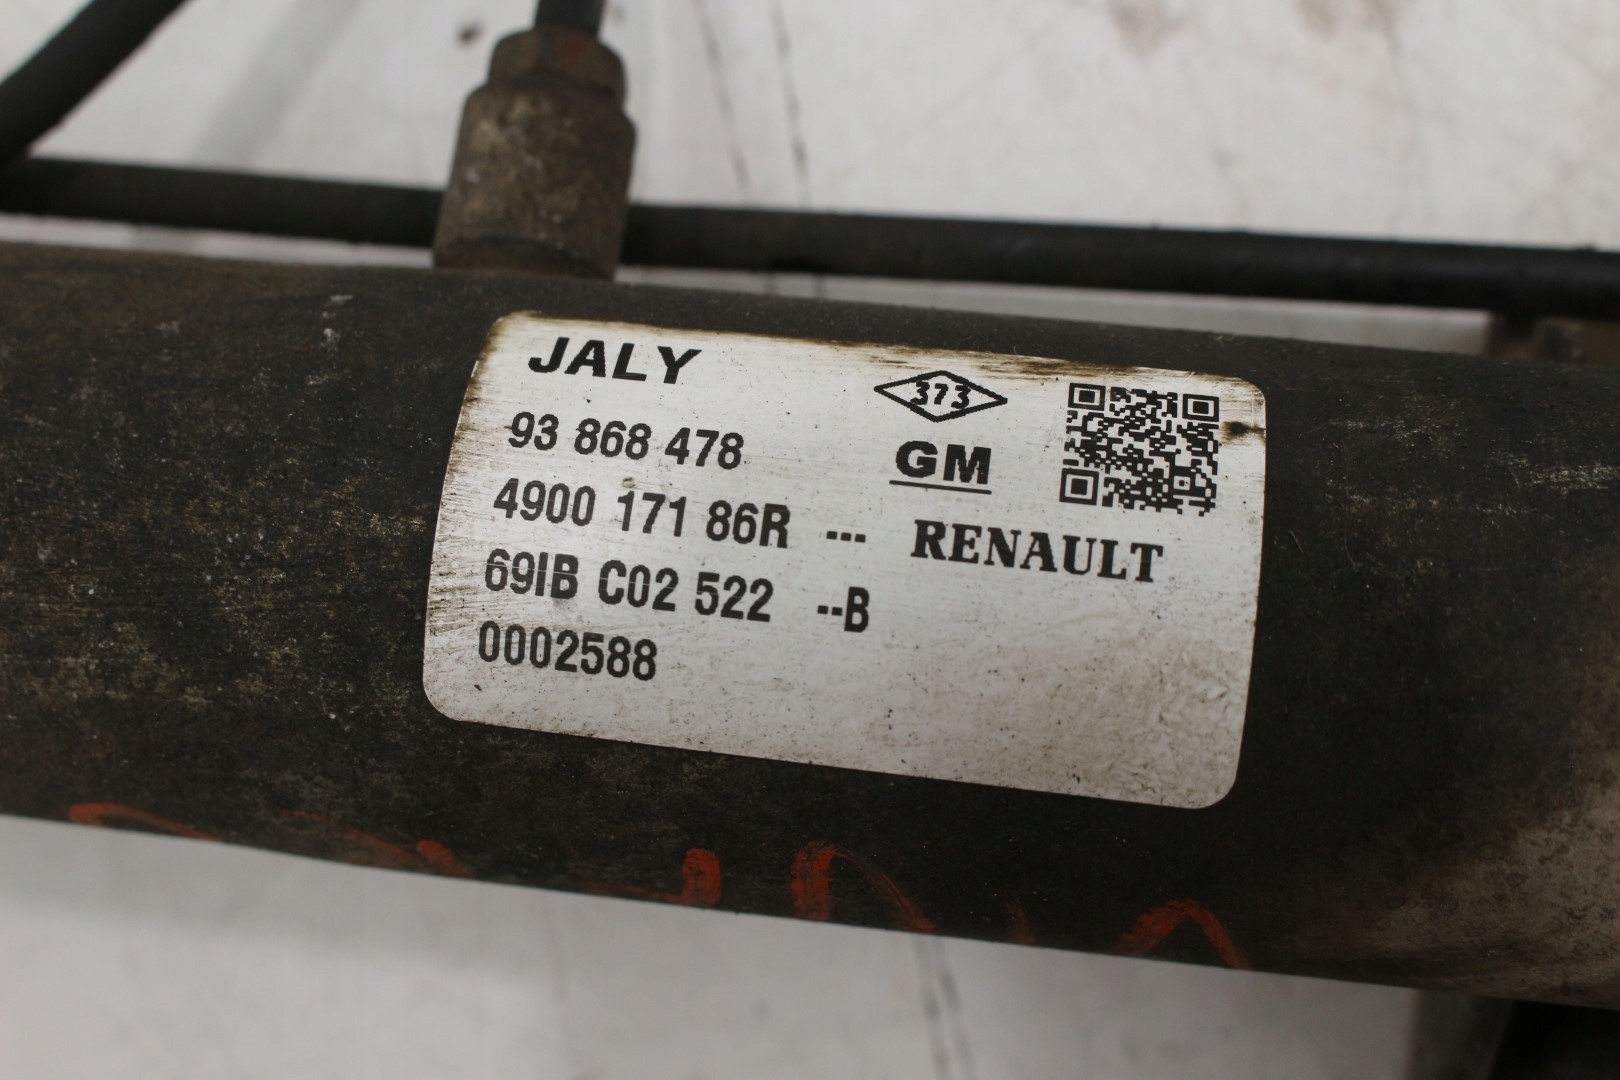 JALY
373
93 868 478
GM
4900 171 86R --- RENAULT
69IB C02 522 --B
0002588